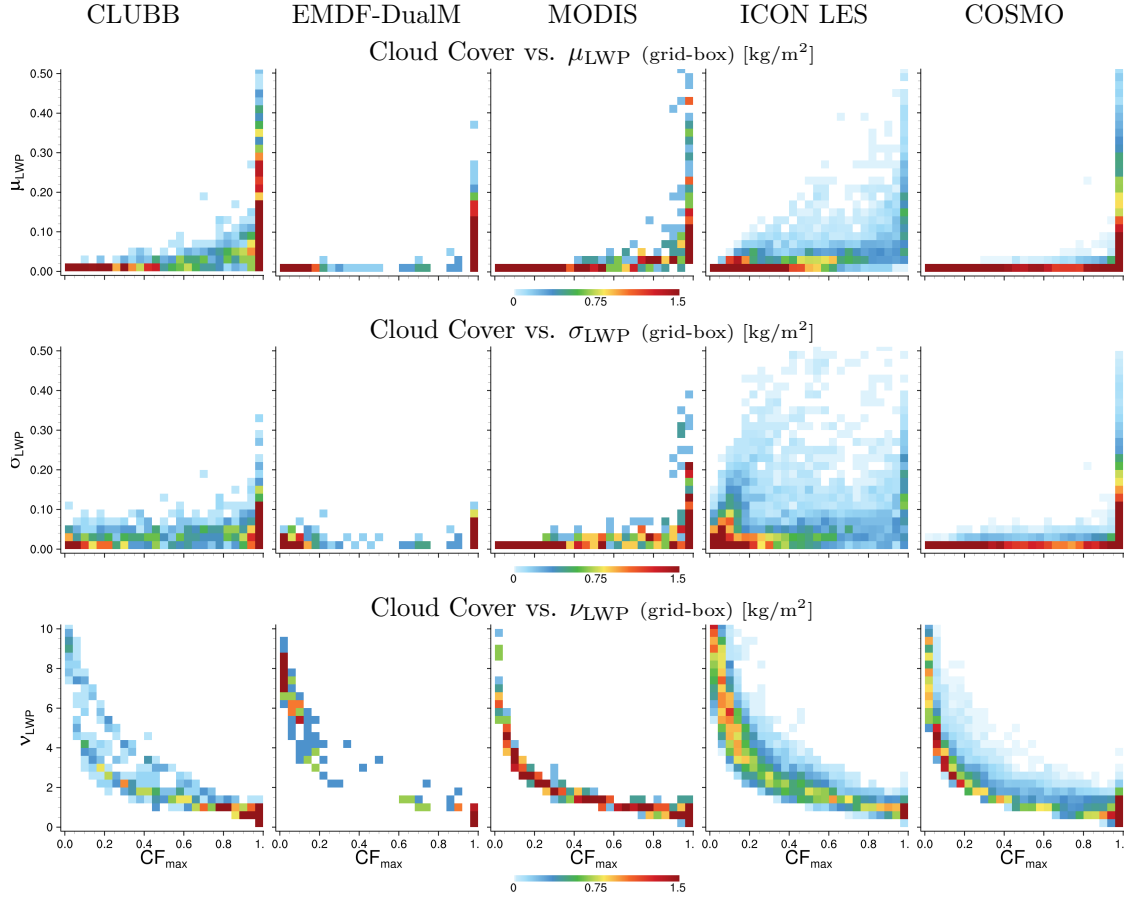 CLUBB EMDF-DualM MODIS ICON LES COSMO
Cloud Cover vs. μLWP (grid-box) [kg/m²]
0.50
0.40
0.30
0.20
0.10
0.00
μLWP
0 0.75 1.5
Cloud Cover vs. σLWP (grid-box) [kg/m²]
0.50
0.40
0.30
0.20
0.10
0.00
σLWP
0 0.75 1.5
Cloud Cover vs. νLWP (grid-box) [kg/m²]
10
8
6
4
2
0
νLWP
0.0 0.2 0.4 0.6 0.8 1. 0.0 0.2 0.4 0.6 0.8 1. 0.0 0.2 0.4 0.6 0.8 1. 0.0 0.2 0.4 0.6 0.8 1. 0.0 0.2 0.4 0.6 0.8 1.
CFmax CFmax CFmax CFmax CFmax
0 0.75 1.5